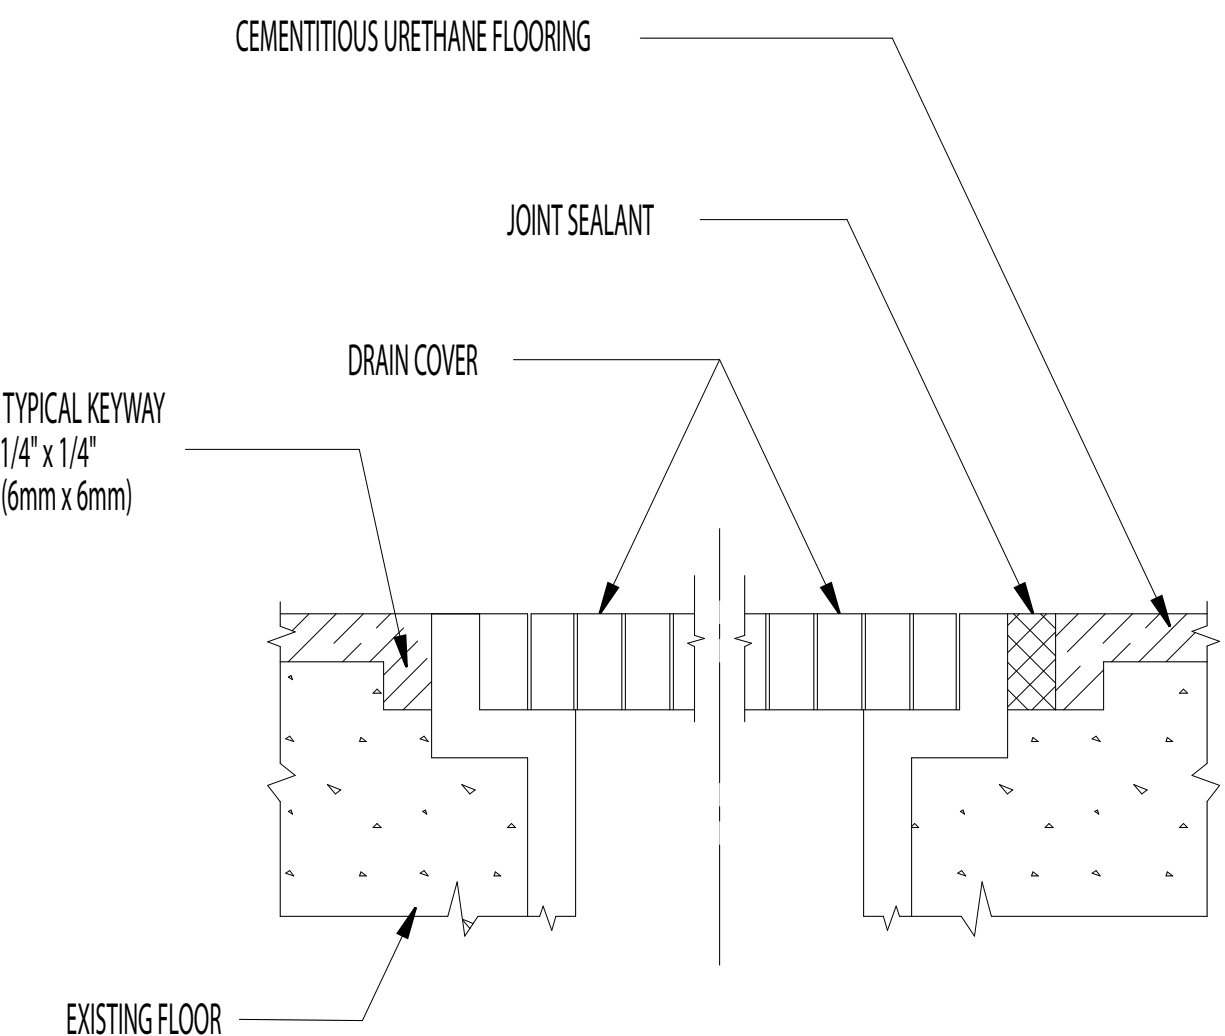 CEMENTITIOUS URETHANE FLOORING
JOINT SEALANT
DRAIN COVER
TYPICAL KEYWAY
1/4" x 1/4"
(6mm x 6mm)
EXISTING FLOOR